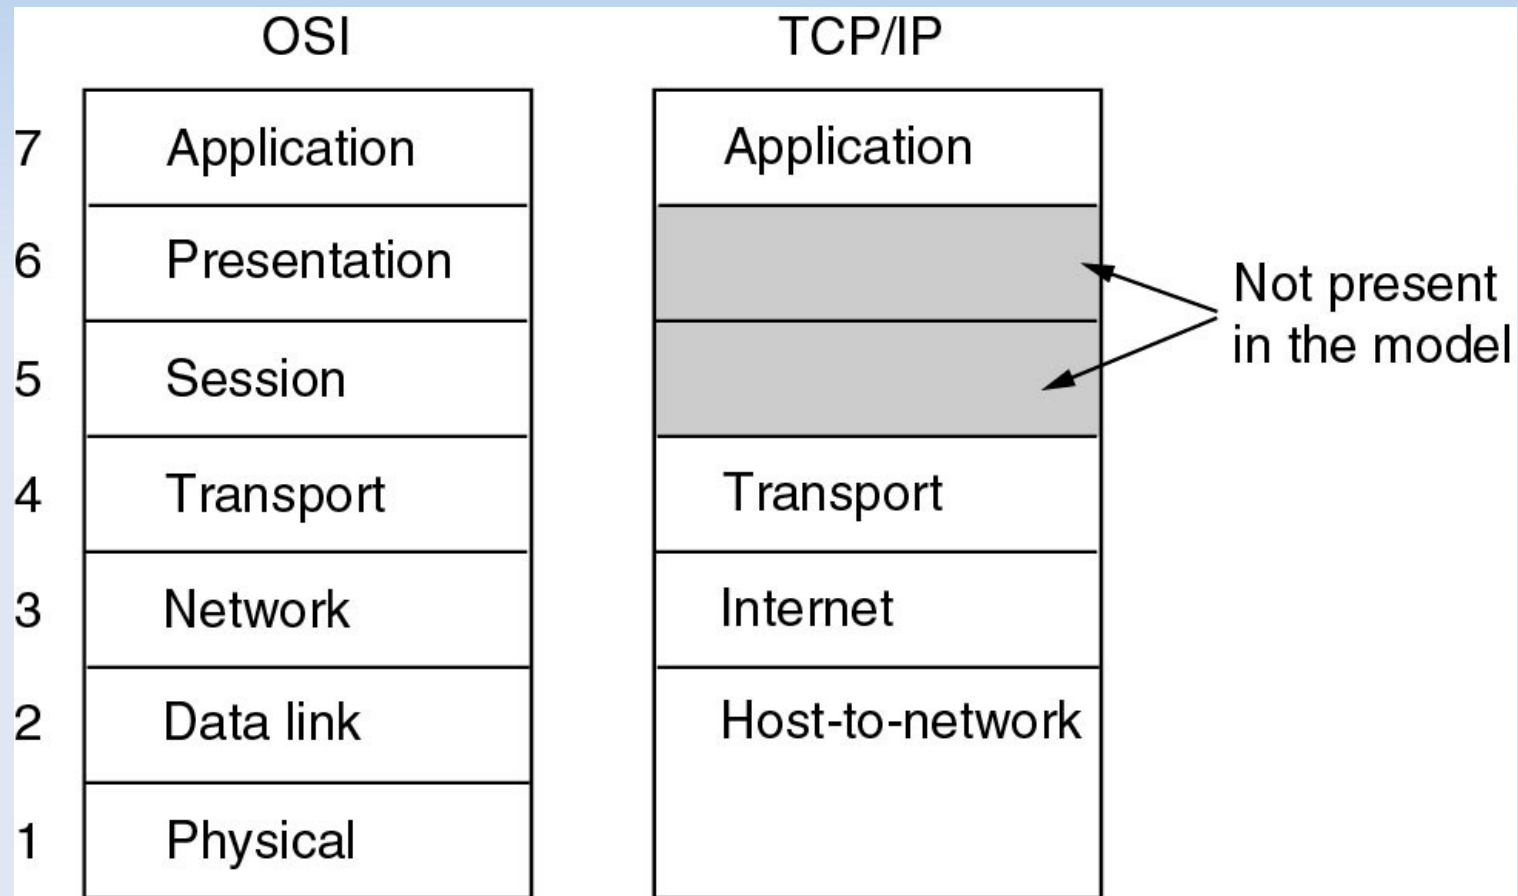 OSI
TCP/IP
7
Application
Application
6
Presentation
Not present
in the model
5
Session
4
Transport
Transport
3
Network
Internet
2
Data link
Host-to-network
1
Physical